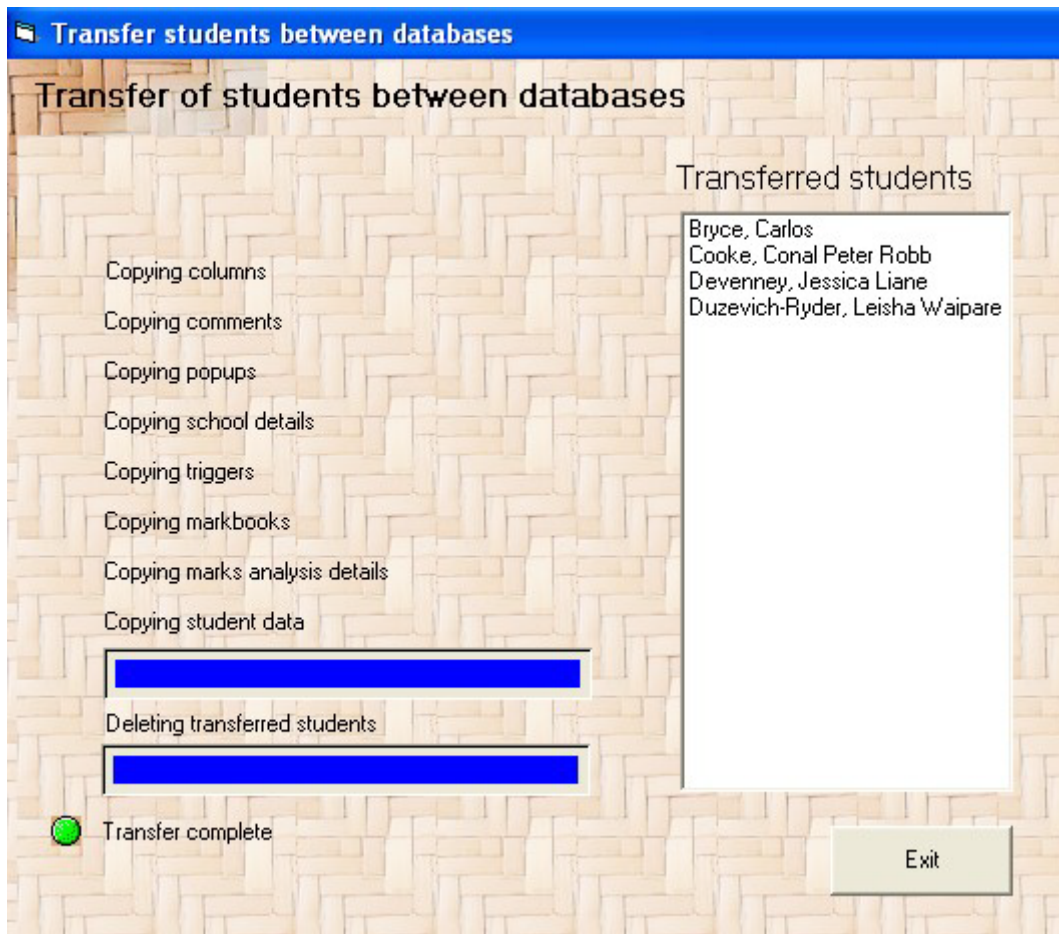 Transfer students between databases
Transfer of students between databases
Transferred students
Bryce, Carlos
Cooke, Conal Peter Robb
Devenney, Jessica Liane
Duzevich-Ryder, Leisha Waipare
Copying columns
Copying comments
Copying popups
Copying school details
Copying triggers
Copying markbooks
Copying marks analysis details
Copying student data
Deleting transferred students
Transfer complete
Exit